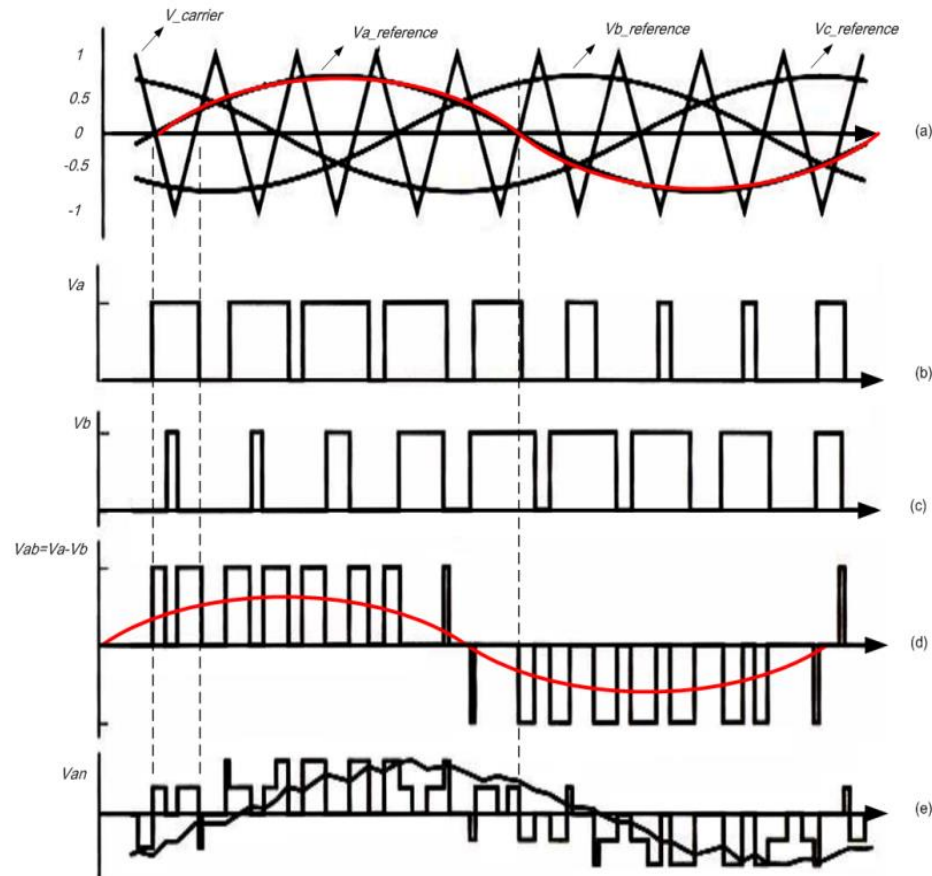 V_carrier
Va_reference
Vb_reference
Vc_reference
1
0.5
0
-0.5
-1
(a)
Va
(b)
Vb
(c)
Vab=Va-Vb
(d)
Van
(e)